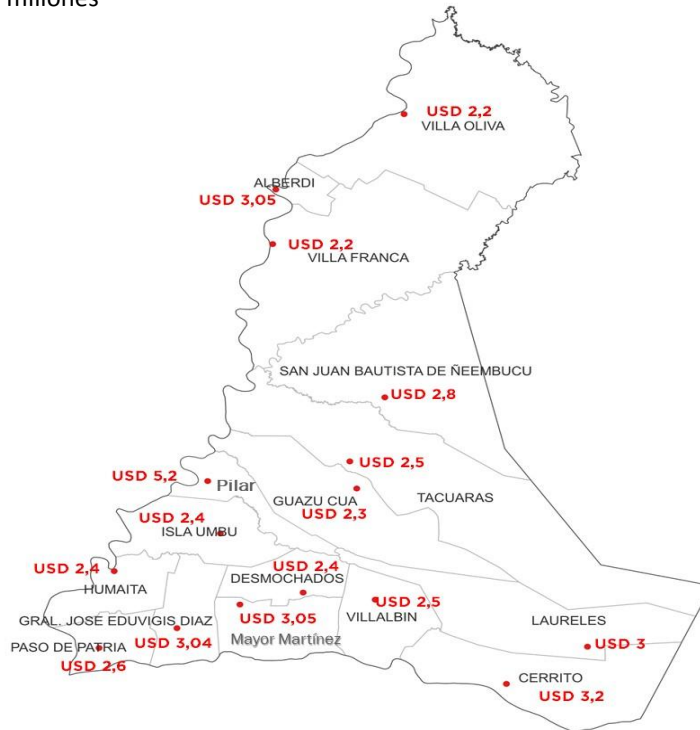 millones
USD 2,2
VILLA OLIVA
ALBERDI
USD 3,05
USD 2,2
VILLA FRANCA
SAN JUAN BAUTISTA DE ÑEEMBUCU
USD 2,8
USD 2,5
USD 5,2
Pilar
GUAZU CUA
TACUARAS
USD 2,3
USD 2,4
ISLA UMBU
USD 2,4
HUMAITA
USD 2,4
DESMOCHADOS
USD 2,5
VILLALBIN
GRAL. JOSE EDUVIGIS DIAZ
USD 3,04
USD 3,05
Mayor Martínez
LAURELES
USD 3
PASO DE PATRIA
USD 2,6
CERRITO
USD 3,2